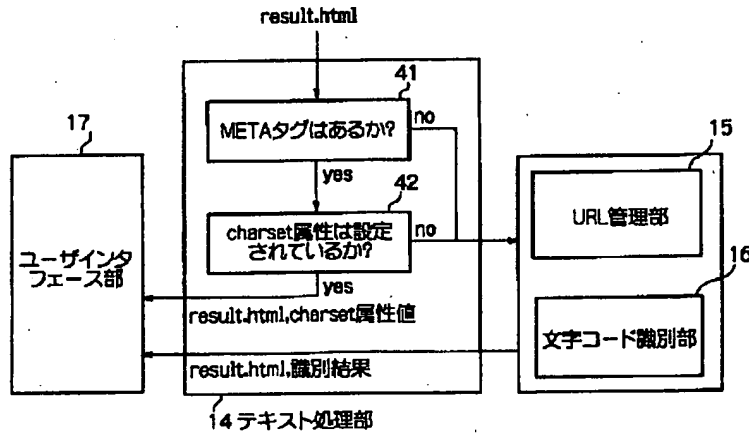 result.html
41
METAタグはあるか?
no
yes
42
charset属性は設定
されているか?
no
yes
17
ユーザインタ
フェース部
result.html,charset属性値
result.html,識別結果
15
URL管理部
16
文字コード識別部
14 テキスト処理部